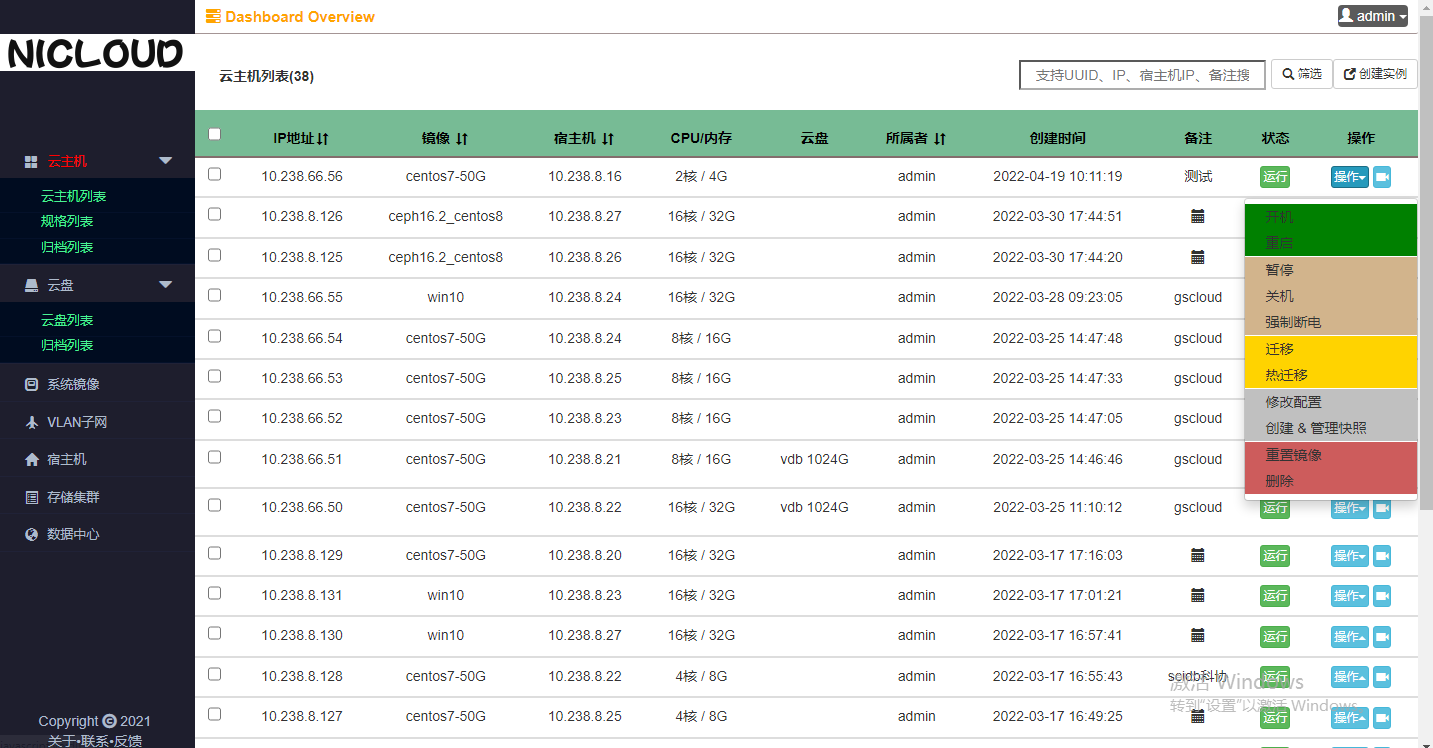 Dashboard Overview
admin
NICLOUD
云主机列表(38)
支持UUID、IP、宿主机IP、备注搜
筛选
创建实例
云主机
云主机列表
规格列表
归档列表
云盘
云盘列表
归档列表
系统镜像
VLAN子网
宿主机
存储集群
数据中心
Copyright © 2021
关于•联系•反馈
IP地址 镜像 宿主机 CPU/内存 云盘 所属者 创建时间 备注 状态 操作
10.238.66.56 centos7-50G 10.238.8.16 2核 / 4G admin 2022-04-19 10:11:19 测试 运行 操作
10.238.8.126 ceph16.2_centos8 10.238.8.27 16核 / 32G admin 2022-03-30 17:44:51
10.238.8.125 ceph16.2_centos8 10.238.8.26 16核 / 32G admin 2022-03-30 17:44:20
10.238.66.55 win10 10.238.8.24 16核 / 32G admin 2022-03-28 09:23:05 gscloud
10.238.66.54 centos7-50G 10.238.8.24 8核 / 16G admin 2022-03-25 14:47:48 gscloud
10.238.66.53 centos7-50G 10.238.8.25 8核 / 16G admin 2022-03-25 14:47:33 gscloud
10.238.66.52 centos7-50G 10.238.8.23 8核 / 16G admin 2022-03-25 14:47:05 gscloud
10.238.66.51 centos7-50G 10.238.8.21 8核 / 16G vdb 1024G admin 2022-03-25 14:46:46 gscloud
10.238.66.50 centos7-50G 10.238.8.22 16核 / 32G vdb 1024G admin 2022-03-25 11:10:12 gscloud 运行 操作
10.238.8.129 centos7-50G 10.238.8.20 16核 / 32G admin 2022-03-17 17:16:03 运行 操作
10.238.8.131 win10 10.238.8.23 16核 / 32G admin 2022-03-17 17:01:21 运行 操作
10.238.8.130 win10 10.238.8.27 16核 / 32G admin 2022-03-17 16:57:41 运行 操作
10.238.8.128 centos7-50G 10.238.8.22 4核 / 8G admin 2022-03-17 16:55:43 scidb科协 运行 操作
10.238.8.127 centos7-50G 10.238.8.25 4核 / 8G admin 2022-03-17 16:49:25 运行 操作
开机
重启
暂停
关机
强制断电
迁移
热迁移
修改配置
创建 & 管理快照
重置镜像
删除
激活 Windows
转到"设置"以激活 Windows。